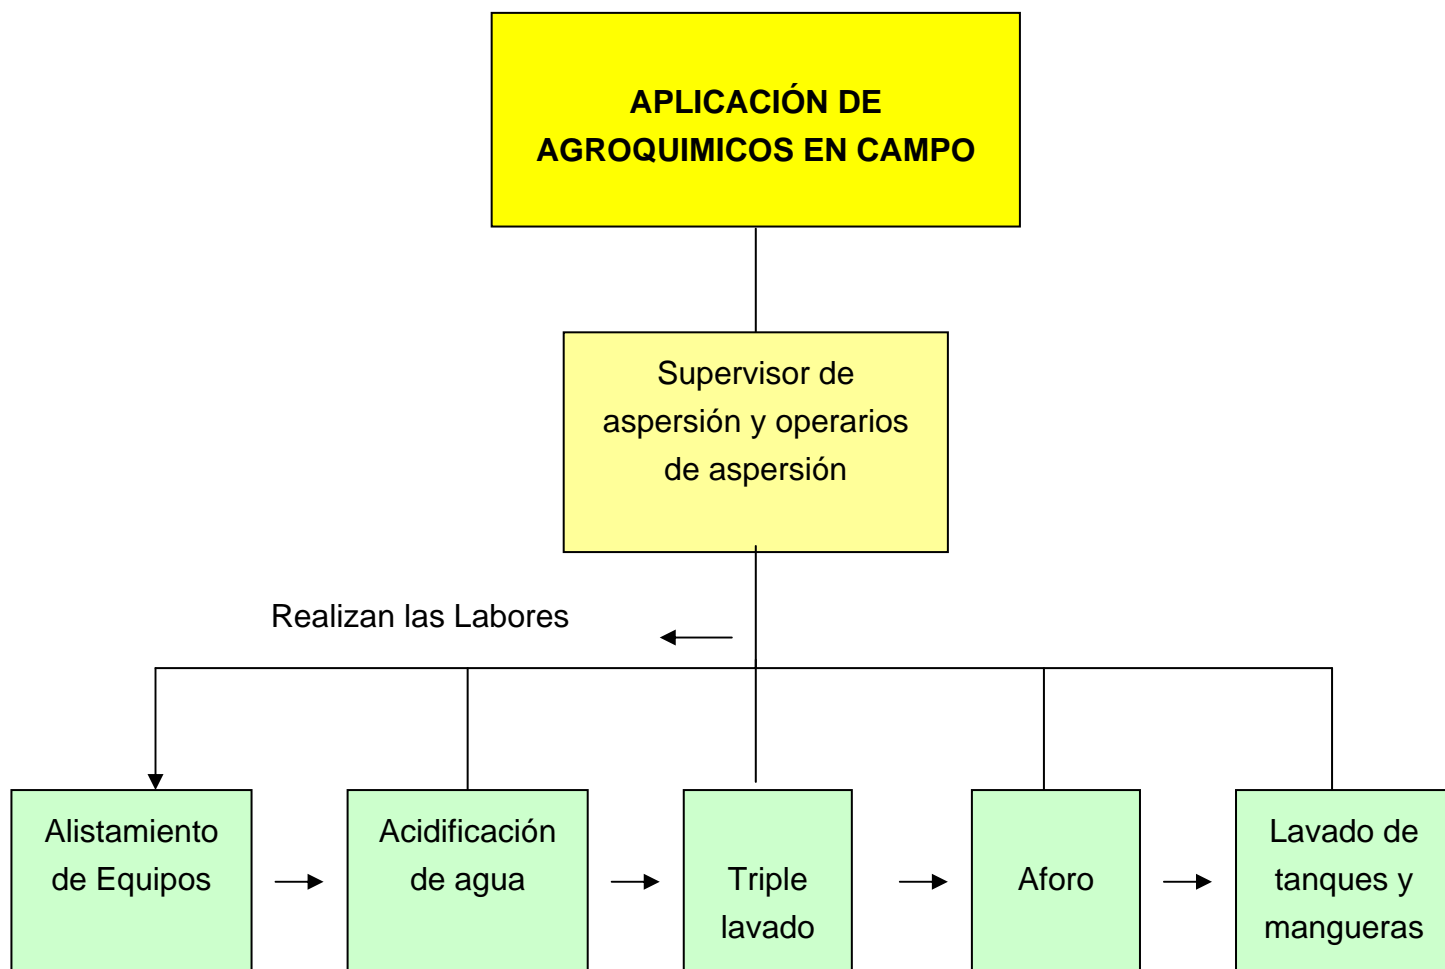 APLICACIÓN DE
AGROQUIMICOS EN CAMPO
Supervisor de
aspersión y operarios
de aspersión
Realizan las Labores
Alistamiento
de Equipos
Acidificación
de agua
Triple
lavado
Aforo
Lavado de
tanques y
mangueras